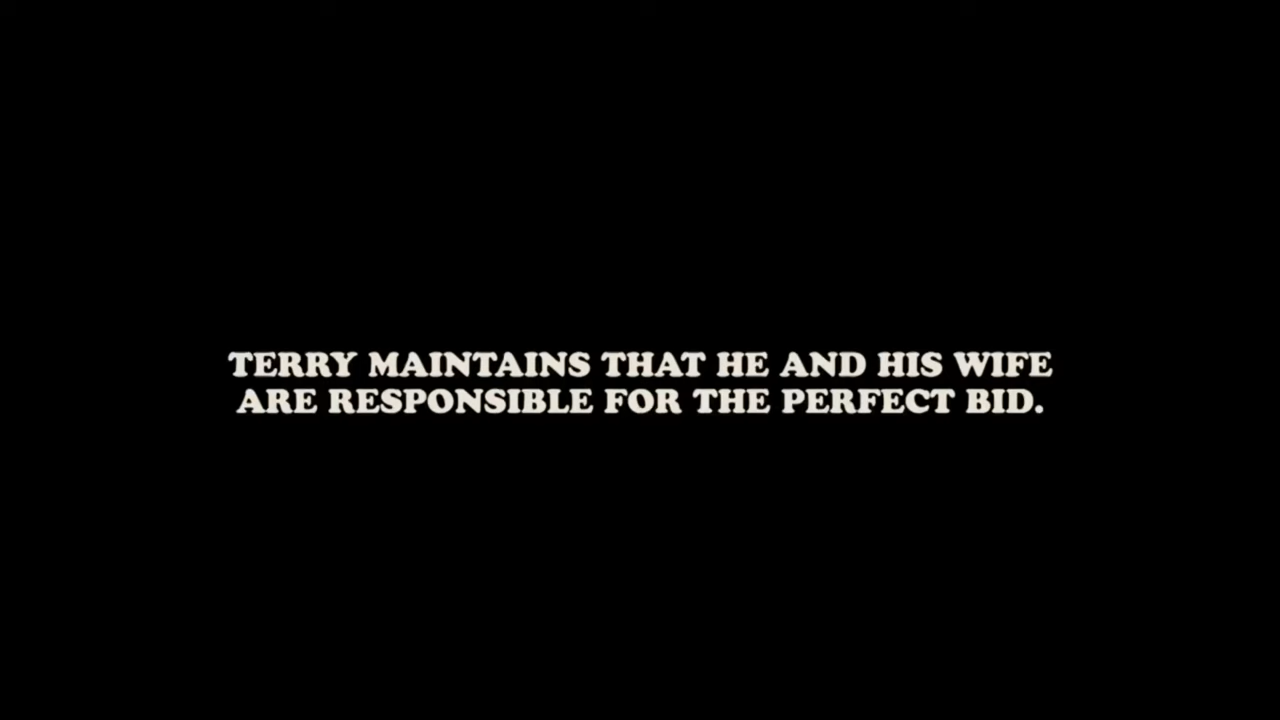 TERRY MAINTAINS THAT HE AND HIS WIFE
ARE RESPONSIBLE FOR THE PERFECT BID.